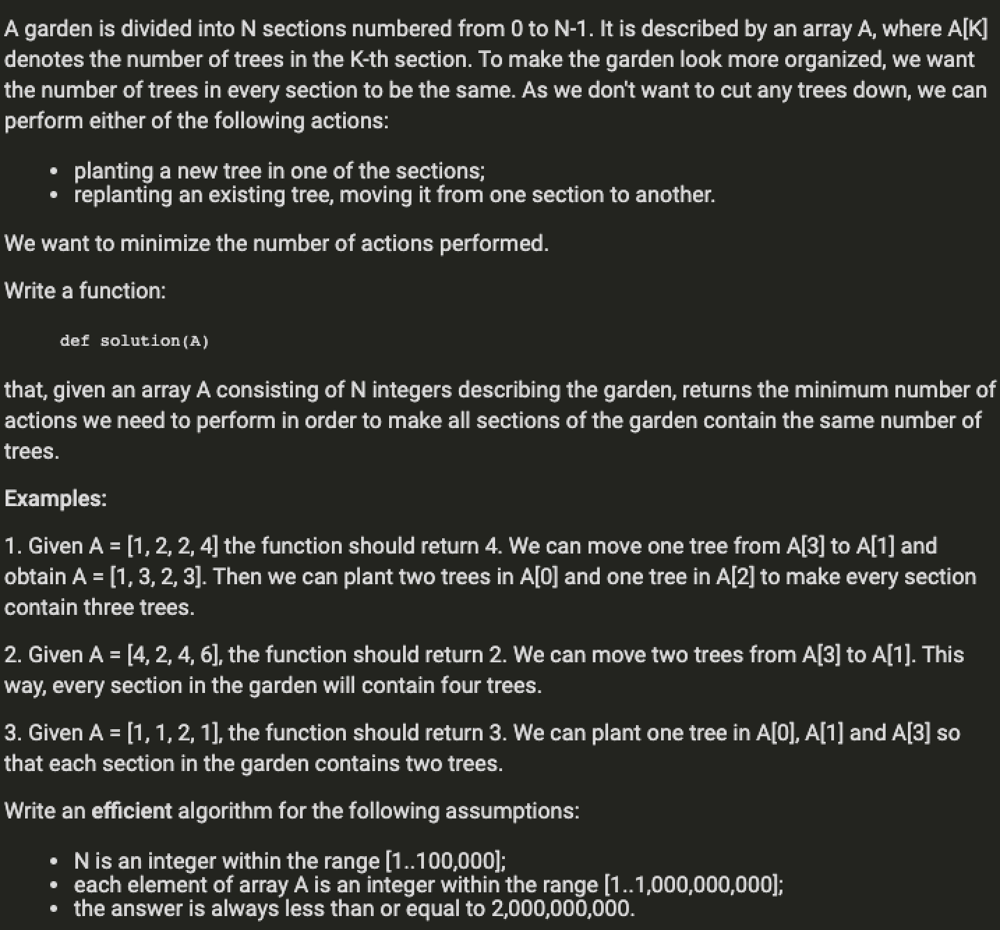 A garden is divided into N sections numbered from 0 to N-1. It is described by an array A, where A[K]
denotes the number of trees in the K-th section. To make the garden look more organized, we want
the number of trees in every section to be the same. As we don't want to cut any trees down, we can
perform either of the following actions:
• planting a new tree in one of the sections;
• replanting an existing tree, moving it from one section to another.
We want to minimize the number of actions performed.
Write a function:
def solution(A)
that, given an array A consisting of N integers describing the garden, returns the minimum number of
actions we need to perform in order to make all sections of the garden contain the same number of
trees.
Examples:
1. Given A = [1, 2, 2, 4] the function should return 4. We can move one tree from A[3] to A[1] and
obtain A = [1, 3, 2, 3]. Then we can plant two trees in A[0] and one tree in A[2] to make every section
contain three trees.
2. Given A = [4, 2, 4, 6], the function should return 2. We can move two trees from A[3] to A[1]. This
way, every section in the garden will contain four trees.
3. Given A = [1, 1, 2, 1], the function should return 3. We can plant one tree in A[0], A[1] and A[3] so
that each section in the garden contains two trees.
Write an efficient algorithm for the following assumptions:
• N is an integer within the range [1..100,000];
• each element of array A is an integer within the range [1..1,000,000,000];
• the answer is always less than or equal to 2,000,000,000.